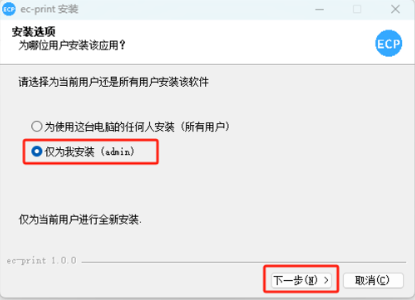 ECP ec-print 安装
安装选项
为哪位用户安装该应用?
ECP
请选择为当前用户还是所有用户安装该软件
为使用这台电脑的任何人安装（所有用户）
仅为我安装（admin）
仅为当前用户进行全新安装.
ec-print 1.0.0
下一步(N) > 取消(C)